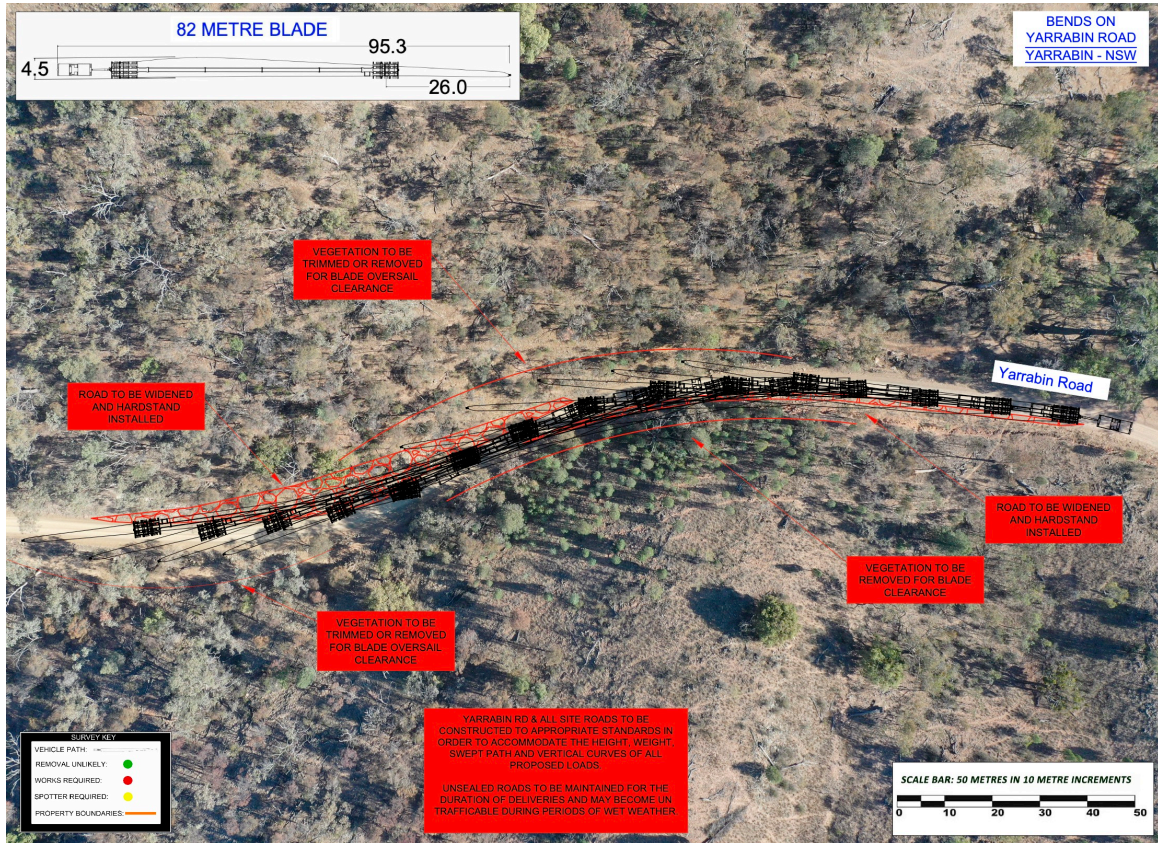 82 METRE BLADE
95.3
4.5
26.0
BENDS ON
YARRABIN ROAD
YARRABIN - NSW
VEGETATION TO BE
TRIMMED OR REMOVED
FOR BLADE OVERSAIL
CLEARANCE
Yarrabin Road
ROAD TO BE WIDENED
AND HARDSTAND
INSTALLED
ROAD TO BE WIDENED
AND HARDSTAND
INSTALLED
VEGETATION TO BE
REMOVED FOR BLADE
CLEARANCE
VEGETATION TO BE
TRIMMED OR REMOVED
FOR BLADE OVERSAIL
CLEARANCE
YARRABIN RD & ALL SITE ROADS TO BE
CONSTRUCTED TO APPROPRIATE STANDARDS IN
ORDER TO ACCOMMODATE THE HEIGHT, WEIGHT,
SWEPT PATH AND VERTICAL CURVES OF ALL
PROPOSED LOADS.
UNSEALED ROADS TO BE MAINTAINED FOR THE
DURATION OF DELIVERIES AND MAY BECOME UN
TRAFFICABLE DURING PERIODS OF WET WEATHER.
SURVEY KEY
VEHICLE PATH:
REMOVAL UNLIKELY:
WORKS REQUIRED:
SPOTTER REQUIRED:
PROPERTY BOUNDARIES:
SCALE BAR: 50 METRES IN 10 METRE INCREMENTS
0 10 20 30 40 50